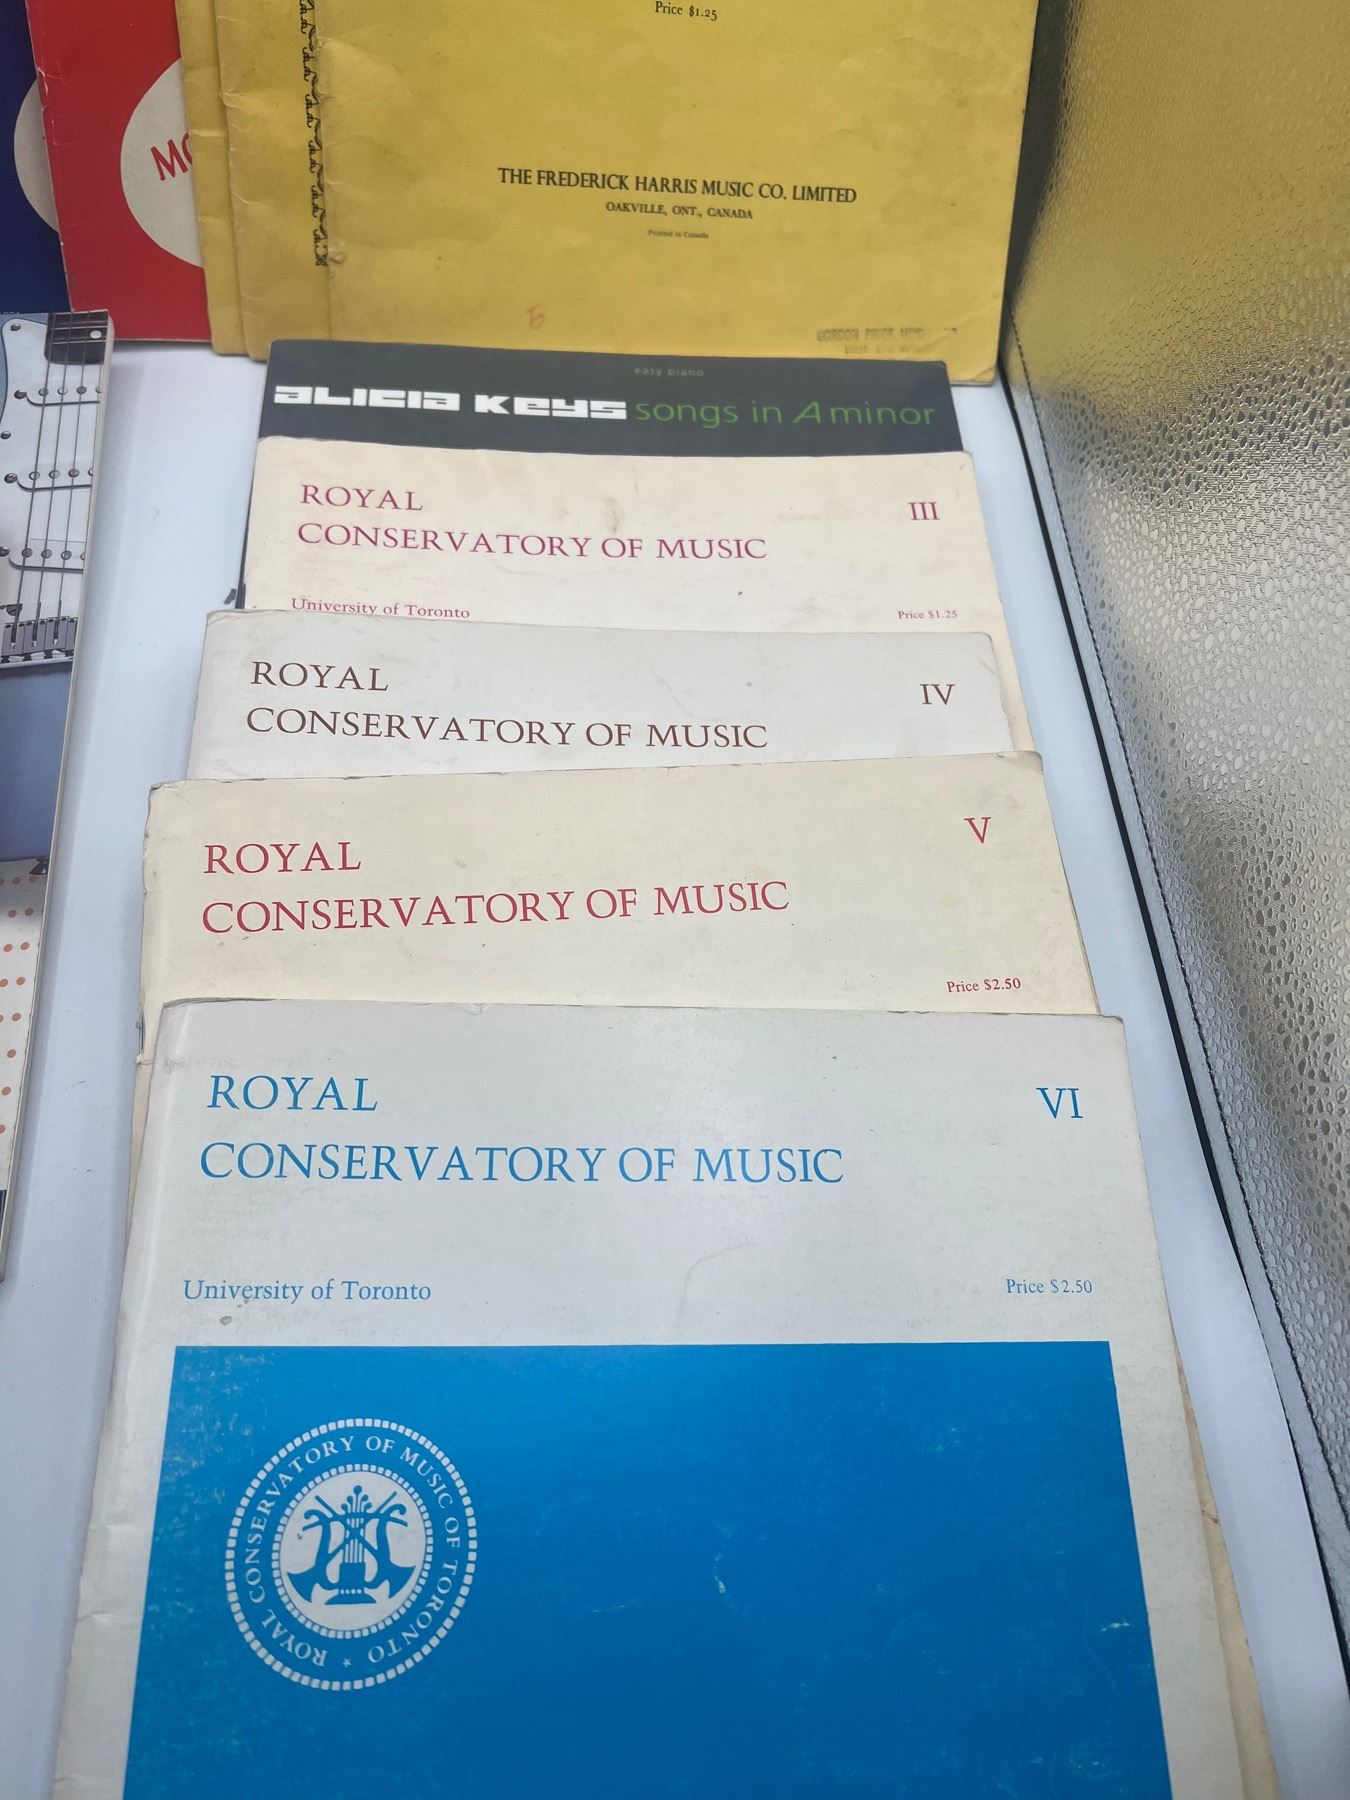 Price $1.25
THE FREDERICK HARRIS MUSIC CO. LIMITED
OAKVILLE, ONT., CANADA
Printed in Canada
GORDON PRICE
easy piano
alicia keys songs in A minor
ROYAL III
CONSERVATORY OF MUSIC
University of Toronto Price $1.25
ROYAL IV
CONSERVATORY OF MUSIC
ROYAL V
CONSERVATORY OF MUSIC
Price $2.50
ROYAL VI
CONSERVATORY OF MUSIC
University of Toronto Price $2.50
ROYAL CONSERVATORY OF MUSIC OF TORONTO